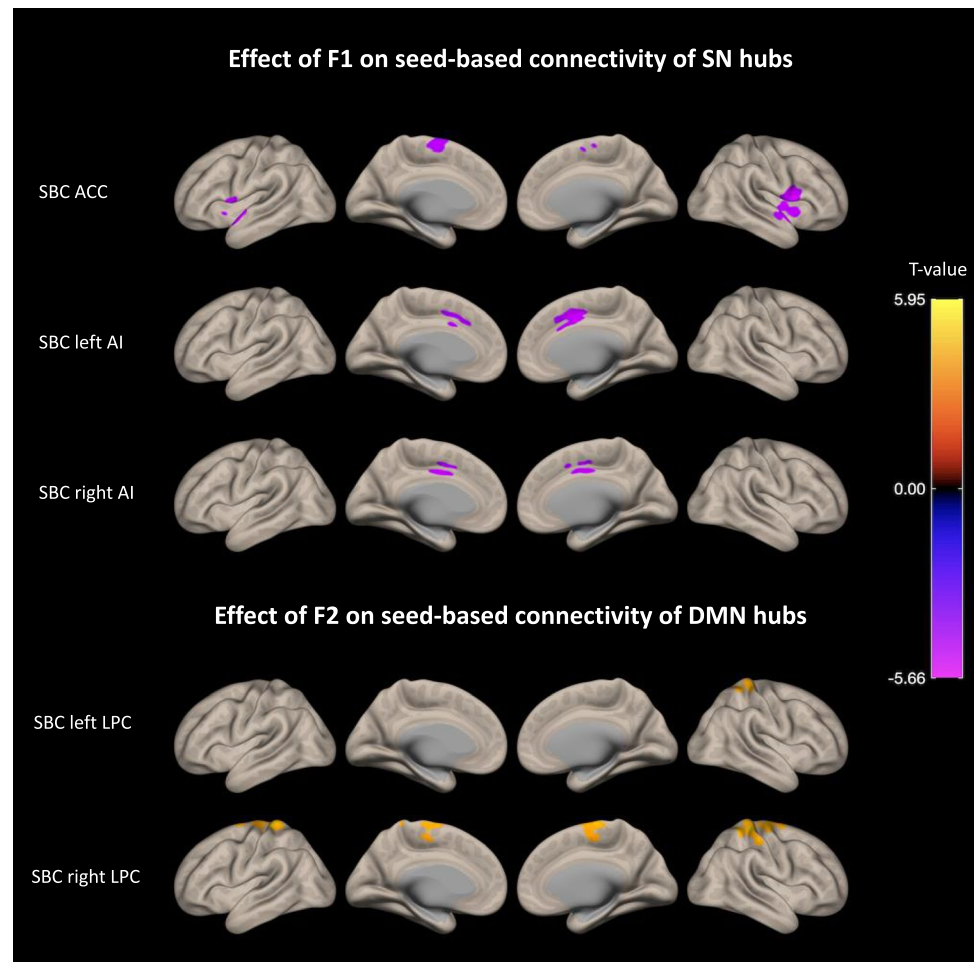 Effect of F1 on seed-based connectivity of SN hubs
SBC ACC
T-value
5.95
SBC left AI
0.00
SBC right AI
Effect of F2 on seed-based connectivity of DMN hubs
-5.66
SBC left LPC
SBC right LPC